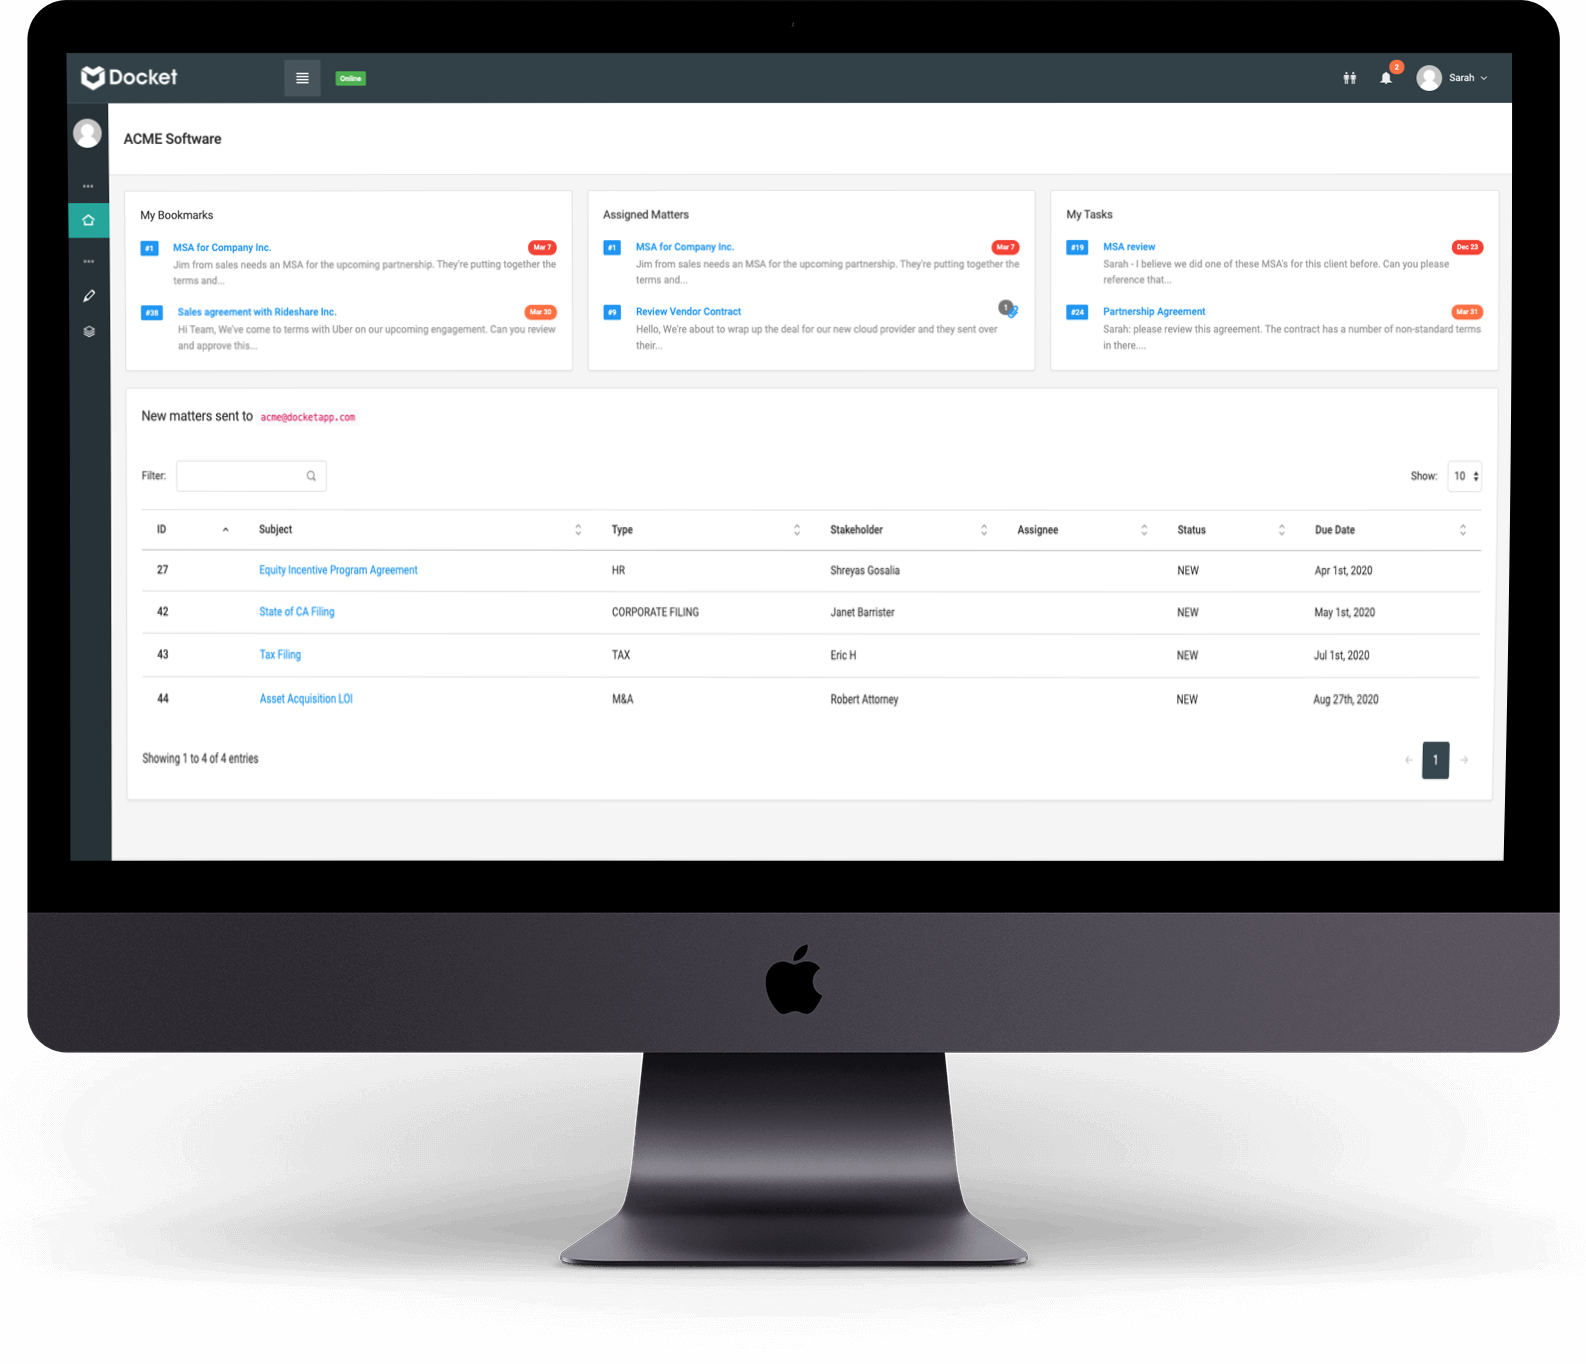 Docket
Online
2
Sarah
ACME Software
My Bookmarks
#1 MSA for Company Inc. Mar 7
Jim from sales needs an MSA for the upcoming partnership. They're putting together the
terms and...
#38 Sales agreement with Rideshare Inc. Mar 30
Hi Team, We've come to terms with Uber on our upcoming engagement. Can you review
and approve this...
Assigned Matters
#1 MSA for Company Inc. Mar 7
Jim from sales needs an MSA for the upcoming partnership. They're putting together the
terms and...
#9 Review Vendor Contract 1
Hello, We're about to wrap up the deal for our new cloud provider and they sent over
their...
My Tasks
#19 MSA review Dec 23
Sarah - I believe we did one of these MSA's for this client before. Can you please
reference that...
#24 Partnership Agreement Mar 31
Sarah: please review this agreement. The contract has a number of non-standard terms
in there....
New matters sent to acme@docketapp.com
Filter: Show: 10
ID Subject Type Stakeholder Assignee Status Due Date
27 Equity Incentive Program Agreement HR Shreyas Gosalia NEW Apr 1st, 2020
42 State of CA Filing CORPORATE FILING Janet Barrister NEW May 1st, 2020
43 Tax Filing TAX Eric H NEW Jul 1st, 2020
44 Asset Acquisition LOI M&A Robert Attorney NEW Aug 27th, 2020
Showing 1 to 4 of 4 entries
← 1 →